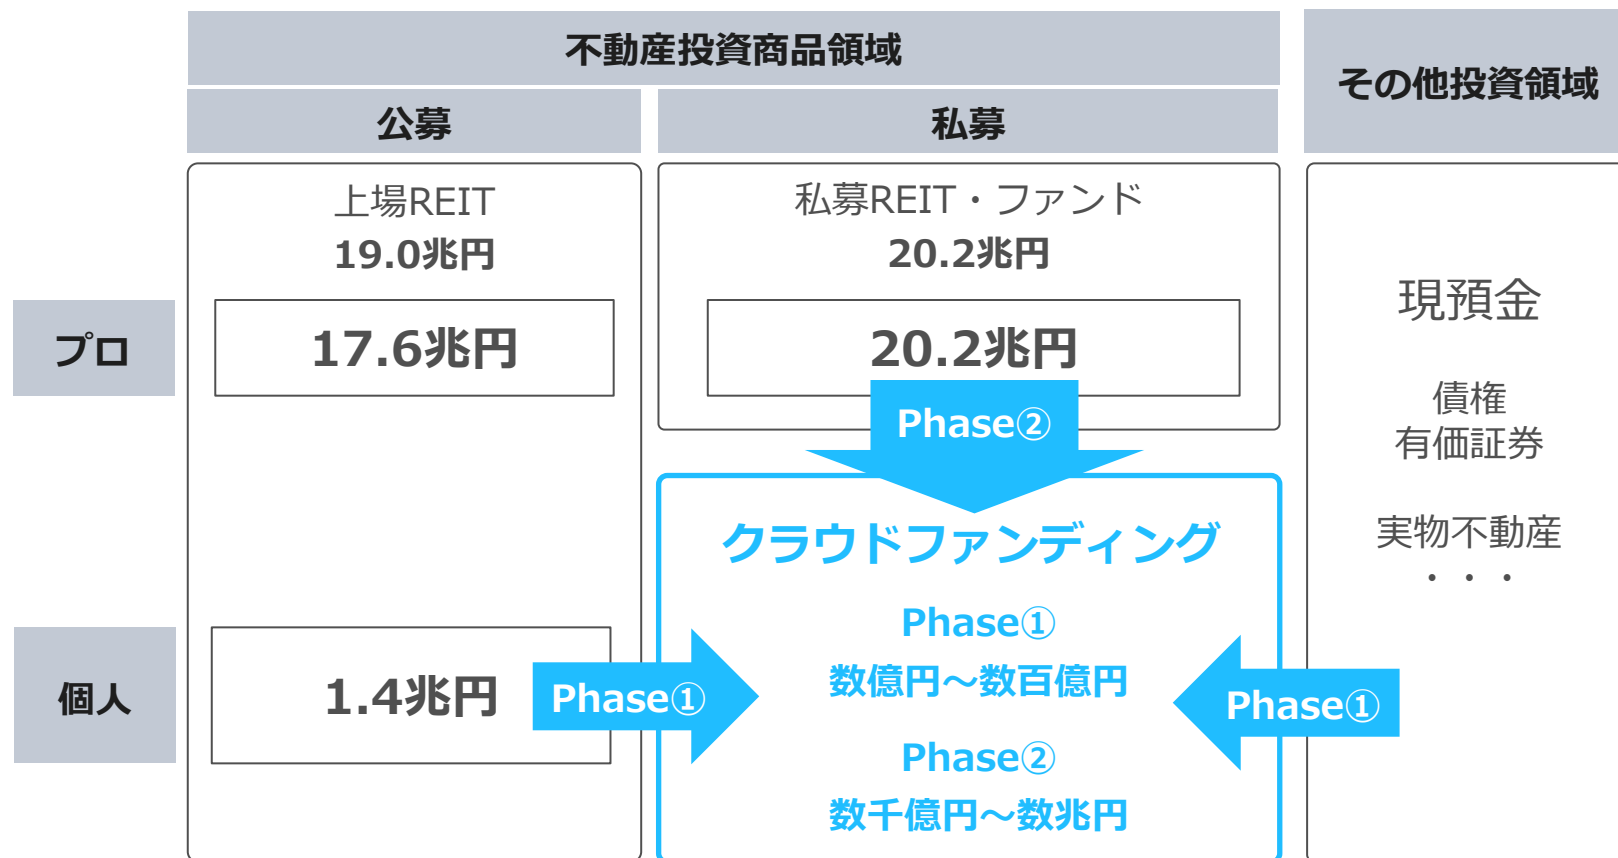 不動産投資商品領域
その他投資領域
公募
私募
上場REIT
19.0兆円
私募REIT・ファンド
20.2兆円
プロ
17.6兆円
20.2兆円
Phase②
現預金
債権
有価証券
実物不動産
・・・
クラウドファンディング
Phase①
数億円～数百億円
Phase②
数千億円～数兆円
個人
1.4兆円
Phase①
Phase①